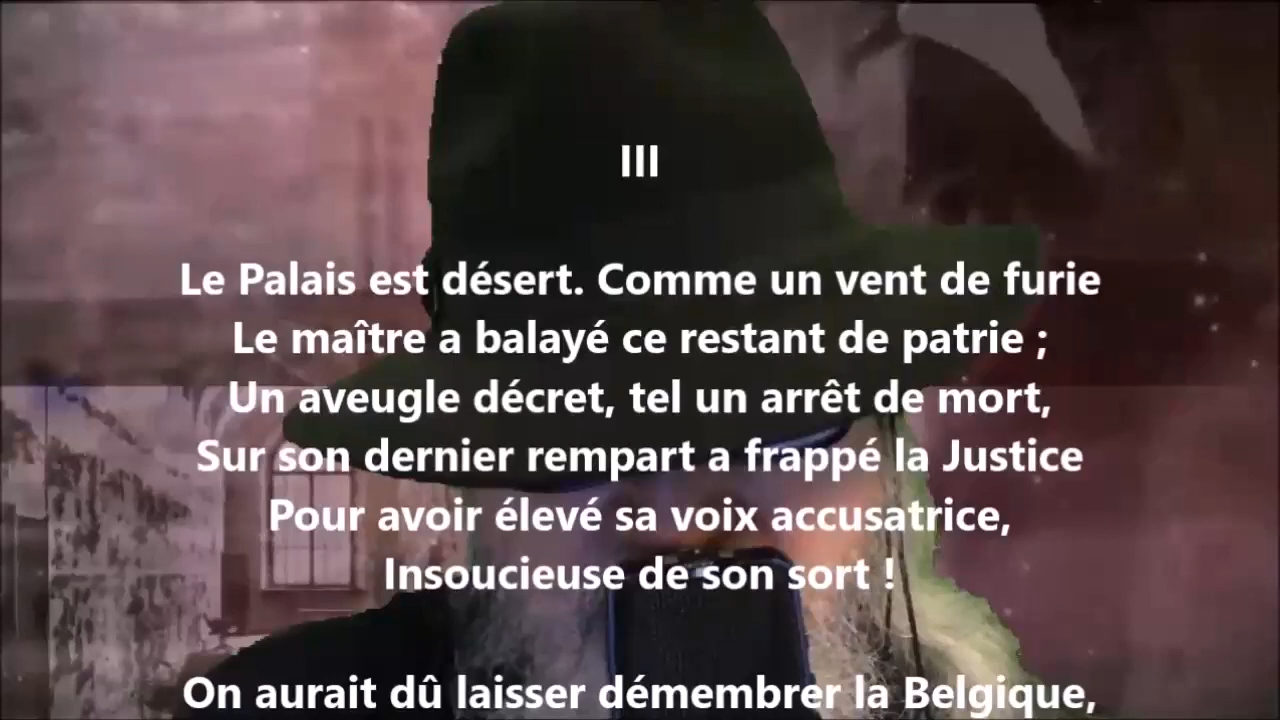 III
Le Palais est désert. Comme un vent de furie
Le maître a balayé ce restant de patrie ;
Un aveugle décret, tel un arrêt de mort,
Sur son dernier rempart a frappé la Justice
Pour avoir élevé sa voix accusatrice,
Insoucieuse de son sort !
On aurait dû laisser démembrer la Belgique,